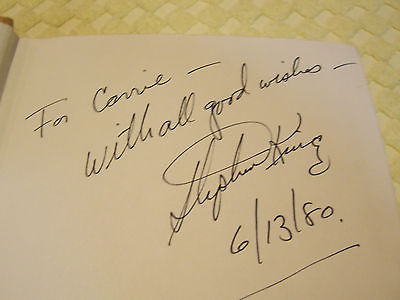 For Carrie –
With all good wishes –
Stephen King
6/13/80.